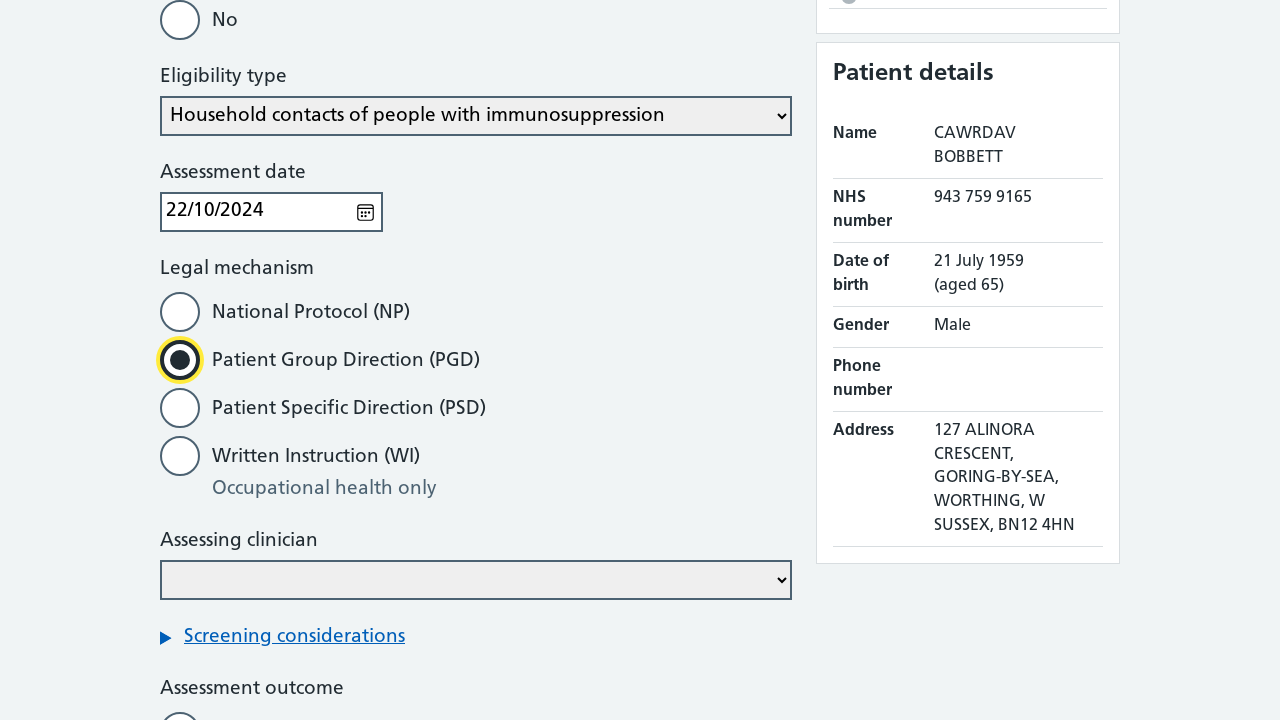 No
Eligibility type
Household contacts of people with immunosuppression
Assessment date
22/10/2024
Legal mechanism
National Protocol (NP)
Patient Group Direction (PGD)
Patient Specific Direction (PSD)
Written Instruction (WI)
Occupational health only
Assessing clinician
Screening considerations
Assessment outcome
Patient details
Name CAWRDAV
BOBBETT
NHS 943 759 9165
number
Date of 21 July 1959
birth (aged 65)
Gender Male
Phone
number
Address 127 ALINORA
CRESCENT,
GORING-BY-SEA,
WORTHING, W
SUSSEX, BN12 4HN